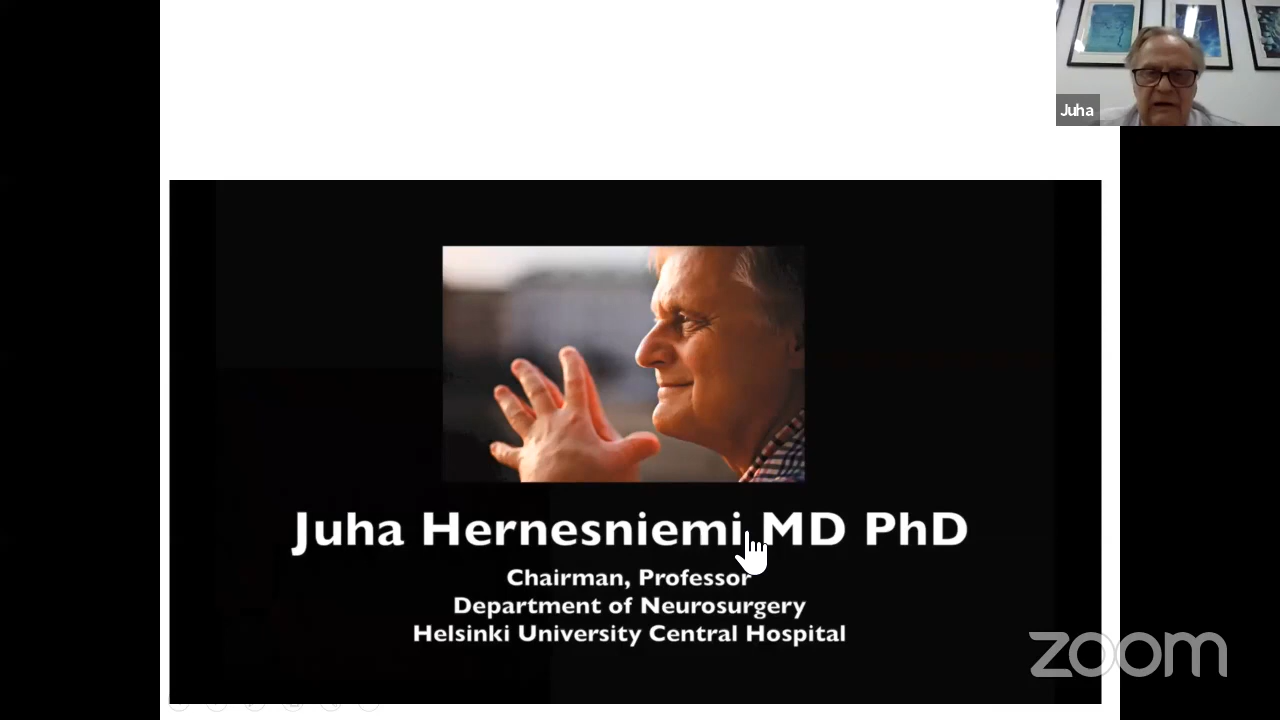 Juha
Juha Hernesniemi MD PhD
Chairman, Professor
Department of Neurosurgery
Helsinki University Central Hospital
zoom